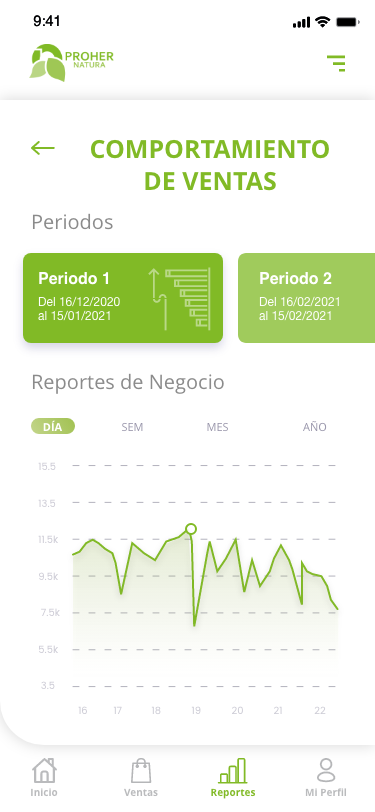 9:41
PROHER
NATURA
COMPORTAMIENTO
DE VENTAS
Periodos
Periodo 1
Del 16/12/2020
al 15/01/2021
Periodo 2
Del 16/02/2021
al 15/02/2021
Reportes de Negocio
DÍA SEM MES AÑO
15.5
13.5
11.5k
9.5k
7.5k
5.5k
3.5
16 17 18 19 20 21 22
Inicio Ventas Reportes Mi Perfil